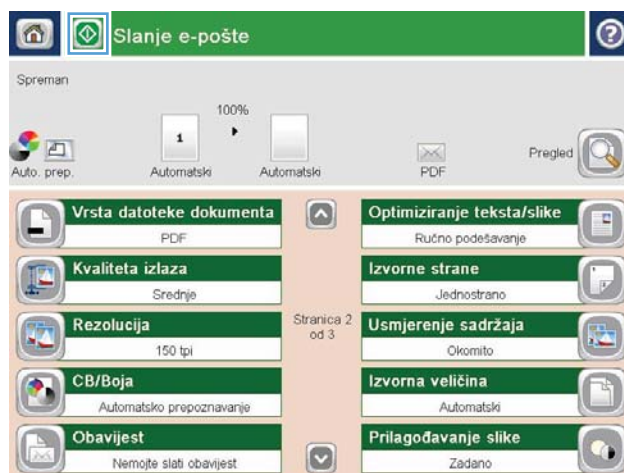 Slanje e-pošte
Spreman
100%
1
Auto. prep.
Automatski
Automatski
PDF
Pregled
Vrsta datoteke dokumenta
PDF
Kvaliteta izlaza
Srednje
Rezolucija
150 tpi
CB/Boja
Automatsko prepoznavanje
Obavijest
Nemojte slati obavijest
Stranica 2
od 3
Optimiziranje teksta/slike
Ručno podešavanje
Izvorne strane
Jednostrano
Usmjerenje sadržaja
Okomito
Izvorna veličina
Automatski
Prilagođavanje slike
Zadano